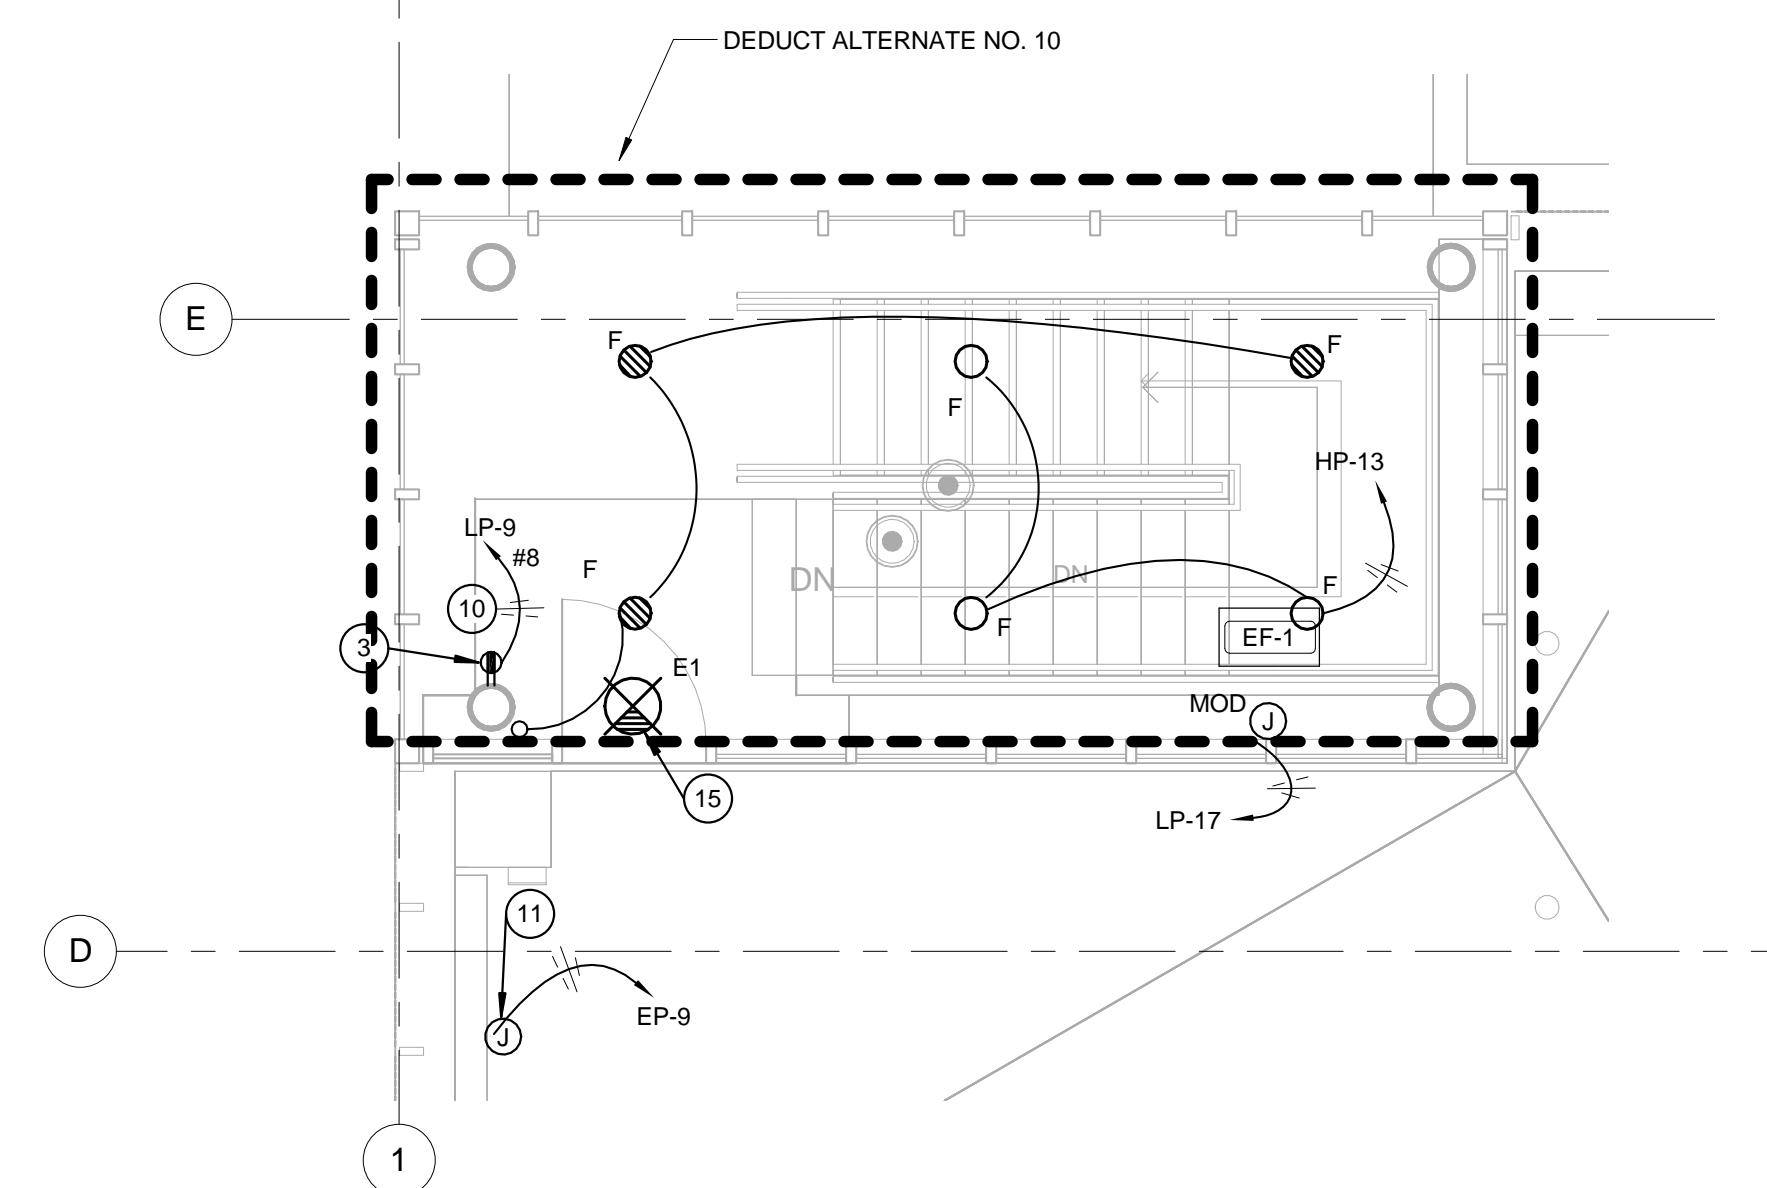 DEDUCT ALTERNATE NO. 10
E
F
F
F
HP-13
LP-9
#8
F
DN
DN
F
10
F
3
EF-1
E1
MOD
J
15
LP-17
11
D
EP-9
J
1